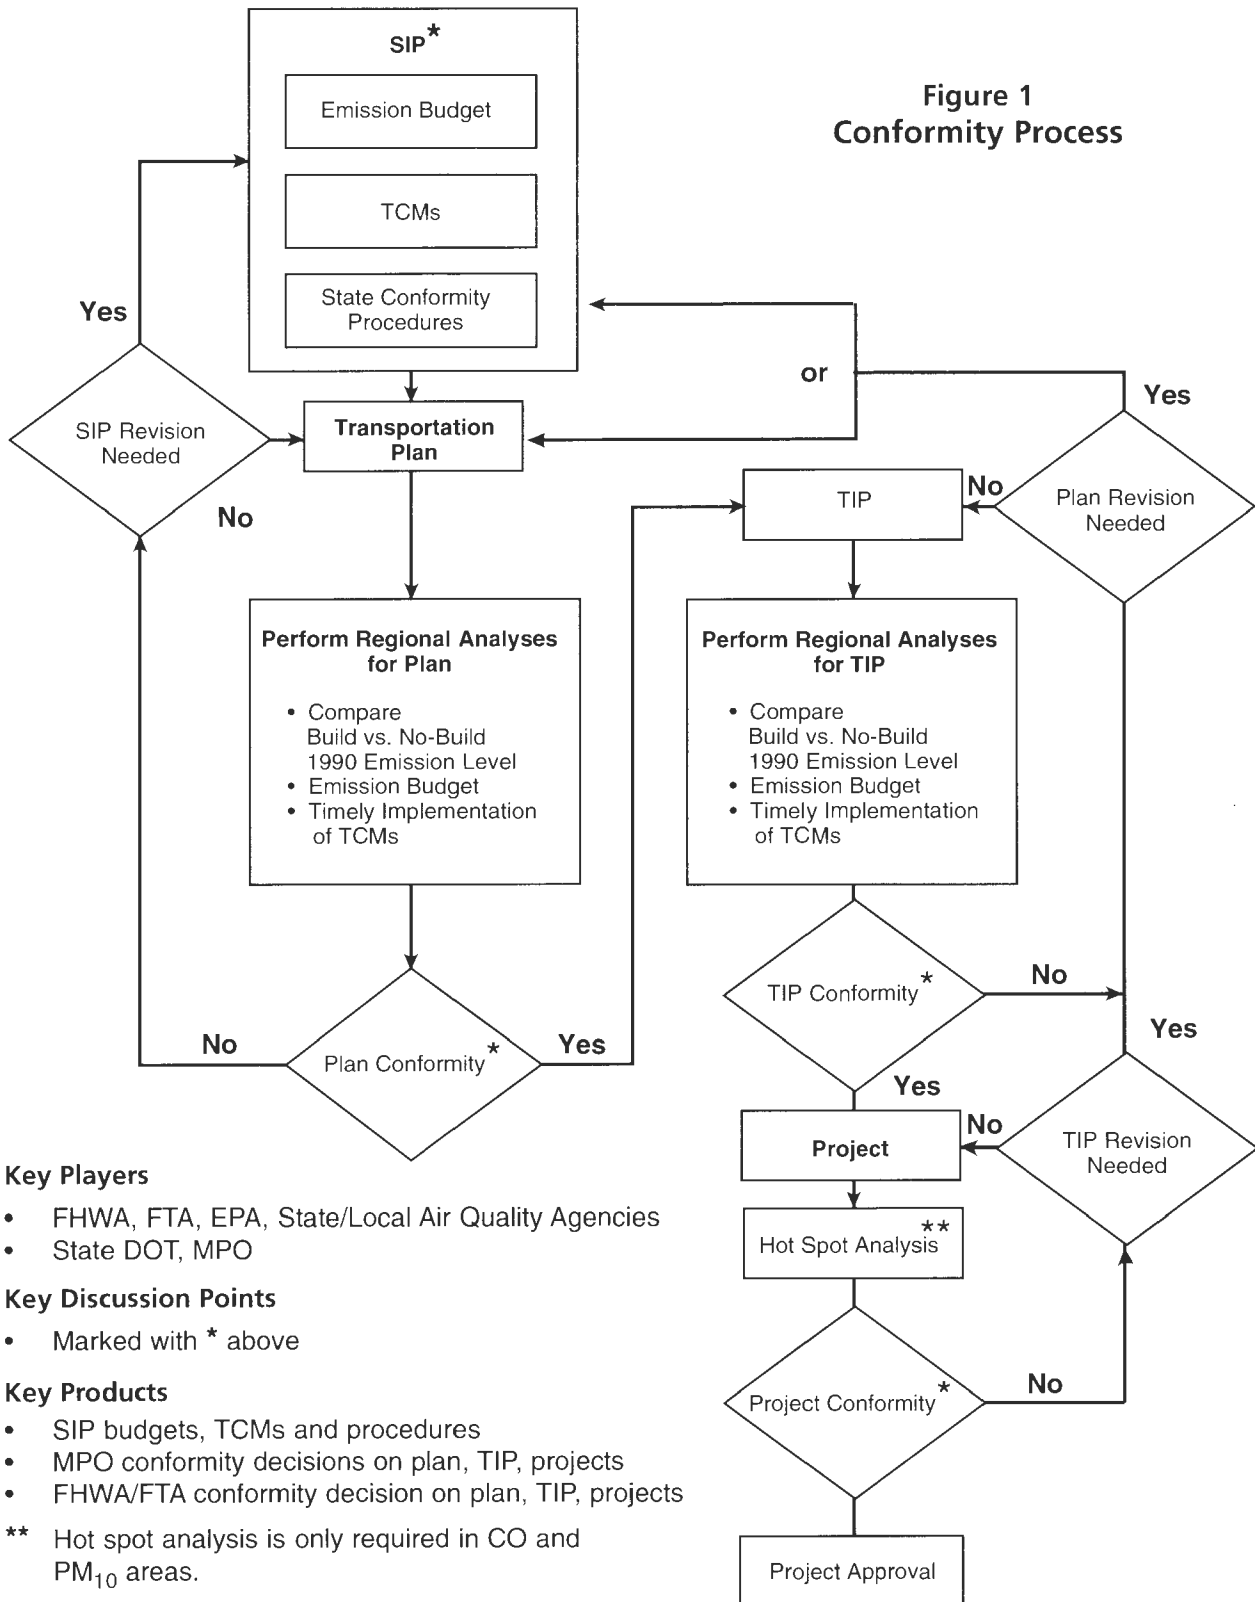 Figure 1
Conformity Process
SIP*
Emission Budget
TCMs
State Conformity
Procedures
Yes
SIP Revision
Needed
No
Transportation
Plan
or
Yes
Plan Revision
Needed
No
TIP
Perform Regional Analyses
for Plan
• Compare
Build vs. No-Build
1990 Emission Level
• Emission Budget
• Timely Implementation
of TCMs
Perform Regional Analyses
for TIP
• Compare
Build vs. No-Build
1990 Emission Level
• Emission Budget
• Timely Implementation
of TCMs
No
Plan Conformity*
Yes
TIP Conformity*
No
Yes
Yes
Project
No
TIP Revision
Needed
Hot Spot Analysis**
Project Conformity*
No
Project Approval
Key Players
• FHWA, FTA, EPA, State/Local Air Quality Agencies
• State DOT, MPO
Key Discussion Points
• Marked with * above
Key Products
• SIP budgets, TCMs and procedures
• MPO conformity decisions on plan, TIP, projects
• FHWA/FTA conformity decision on plan, TIP, projects
** Hot spot analysis is only required in CO and
PM10 areas.